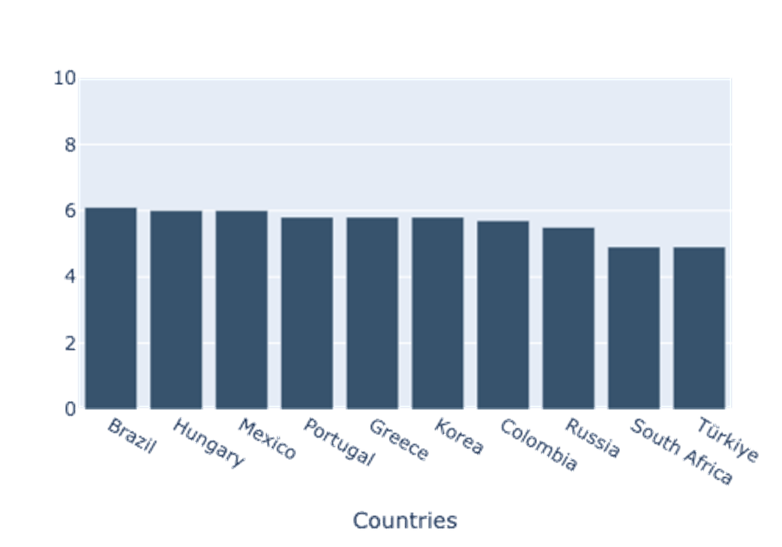 10
8
6
4
2
0
Brazil
Hungary
Mexico
Portugal
Greece
Korea
Colombia
Russia
South Africa
Türkiye
Countries